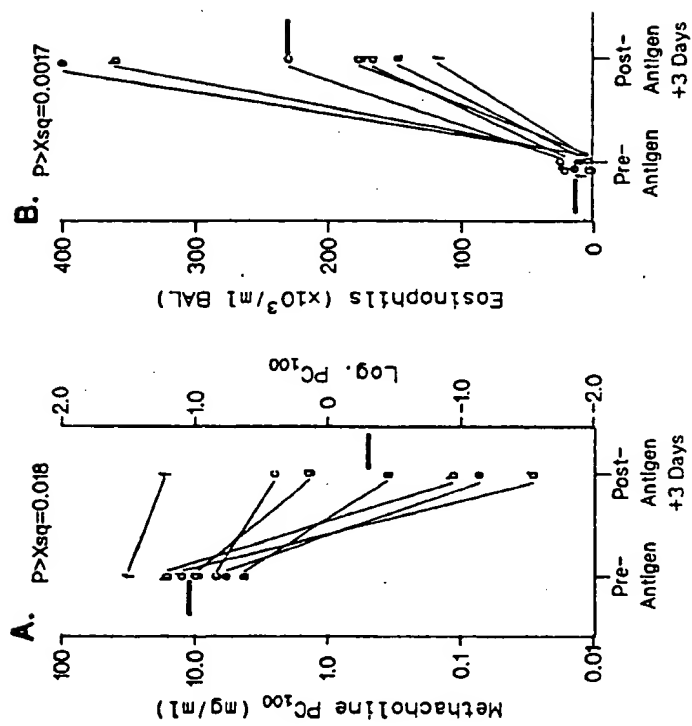 A.
P>Xsq=0.018
Methacholine PC₁₀₀ (mg/ml)
100
10.0
1.0
0.1
0.01
f
b
d
g
c
e
a
f
c
g
a
b
e
d
2.0
1.0
0
-1.0
-2.0
Log. PC₁₀₀
Pre-
Antigen
Post-
Antigen
+3 Days
B.
P>Xsq=0.0017
Eosinophils (x10³/ml BAL)
400
300
200
100
0
e
b
c
g
d
a
f
Pre-
Antigen
Post-
Antigen
+3 Days